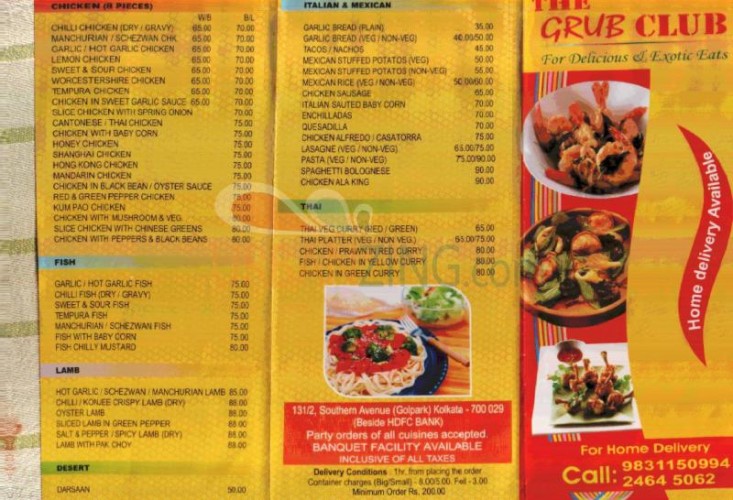 CHICKEN (8 PIECES)
W/B B/L
CHILLI CHICKEN (DRY / GRAVY) 65.00 70.00
MANCHURIAN / SCHEZWAN CHK. 65.00 70.00
GARLIC / HOT GARLIC CHICKEN 65.00 70.00
LEMON CHICKEN 65.00 70.00
SWEET & SOUR CHICKEN 65.00 70.00
WORCESTERSHIRE CHICKEN 65.00 70.00
TEMPURA CHICKEN 65.00 70.00
CHICKEN IN SWEET GARLIC SAUCE 65.00 70.00
SLICE CHICKEN WITH SPRING ONION 70.00
CANTONESE / THAI CHICKEN 75.00
CHICKEN WITH BABY CORN 75.00
HONEY CHICKEN 75.00
SHANGHAI CHICKEN 75.00
HONG KONG CHICKEN 75.00
MANDARIN CHICKEN 75.00
CHICKEN IN BLACK BEAN / OYSTER SAUCE 75.00
RED & GREEN PEPPER CHICKEN 75.00
KUM PAO CHICKEN 75.00
CHICKEN WITH MUSHROOM & VEG 80.00
SLICE CHICKEN WITH CHINESE GREENS 80.00
CHICKEN WITH PEPPERS & BLACK BEANS 80.00
FISH
GARLIC / HOT GARLIC FISH 75.00
CHILLI FISH (DRY / GRAVY) 75.00
SWEET & SOUR FISH 75.00
TEMPURA FISH 75.00
MANCHURIAN / SCHEZWAN FISH 75.00
FISH WITH BABY CORN 75.00
FISH CHILLY MUSTARD 80.00
LAMB
HOT GARLIC / SCHEZWAN / MANCHURIAN LAMB 85.00
CHILLI / KONJEE CRISPY LAMB (DRY) 88.00
OYSTER LAMB 88.00
SLICED LAMB IN GREEN PEPPER 88.00
SALT & PEPPER / SPICY LAMB (DRY) 88.00
LAMB WITH PAK CHOY 88.00
DESERT
DARSAAN 50.00
ITALIAN & MEXICAN
GARLIC BREAD (PLAIN) 35.00
GARLIC BREAD (VEG / NON-VEG) 40.00/50.00
TACOS / NACHOS 45.00
MEXICAN STUFFED POTATOS (VEG) 50.00
MEXICAN STUFFED POTATOS (NON-VEG) 55.00
MEXICAN RICE (VEG / NON-VEG) 50.00/60.00
CHICKEN SAUSAGE 65.00
ITALIAN SAUTED BABY CORN 70.00
ENCHILLADAS 70.00
QUESADILLA 70.00
CHICKEN ALFREDO / CASATORRA 75.00
LASAGNE (VEG / NON-VEG) 65.00/75.00
PASTA (VEG / NON-VEG) 75.00/90.00
SPAGHETTI BOLOGNESE 90.00
CHICKEN ALA KING 90.00
THAI
THAI VEG CURRY (RED / GREEN) 65.00
THAI PLATTER (VEG / NON VEG ) 65.00/75.00
CHICKEN / PRAWN IN RED CURRY 80.00
FISH / CHICKEN IN YELLOW CURRY 80.00
CHICKEN IN GREEN CURRY 80.00
ZING.com
131/2, Southern Avenue (Golpark) Kolkata - 700 029
(Beside HDFC BANK)
Party orders of all cuisines accepted.
BANQUET FACILITY AVAILABLE
INCLUSIVE OF ALL TAXES
Delivery Conditions : 1hr. from placing the order
Container charges (Big/Small) - 8.00/5.00. Foil - 3.00
Minimum Order Rs. 200.00
THE
GRUB CLUB
For Delicious & Exotic Eats
Home delivery Available
For Home Delivery
Call: 9831150994
2464 5062